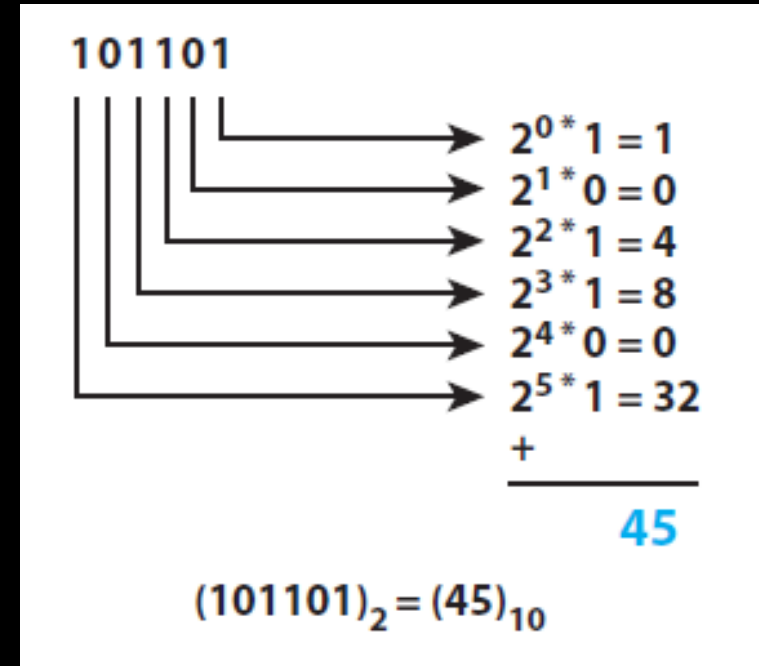 101101
2⁰ * 1 = 1
2¹ * 0 = 0
2² * 1 = 4
2³ * 1 = 8
2⁴ * 0 = 0
2⁵ * 1 = 32
+
45
(101101)₂ = (45)₁₀